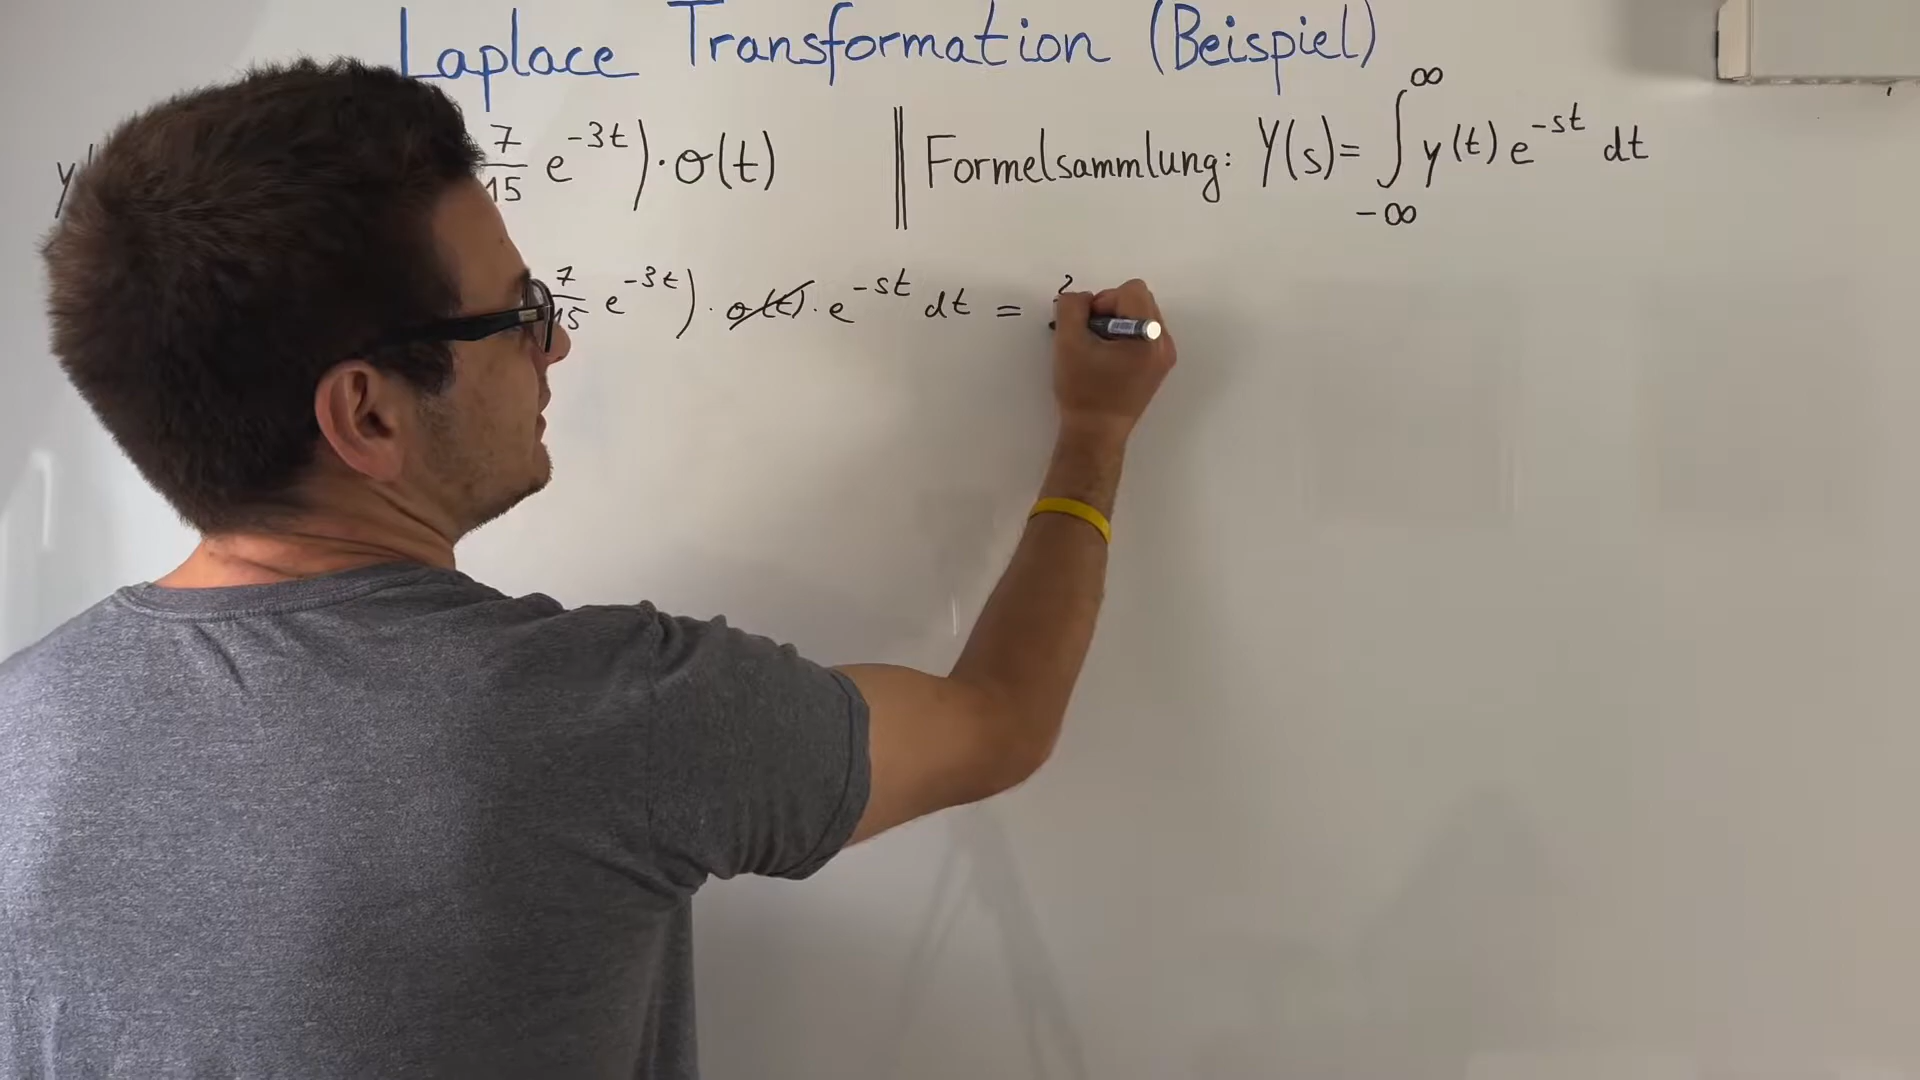 Laplace Transformation (Beispiel)
y 7/15 e^{-3t}) · σ(t) || Formelsammlung: Y(s) = ∫_{-∞}^{∞} y(t) e^{-st} dt
7/15 e^{-3t}) · σ(t) · e^{-st} dt =